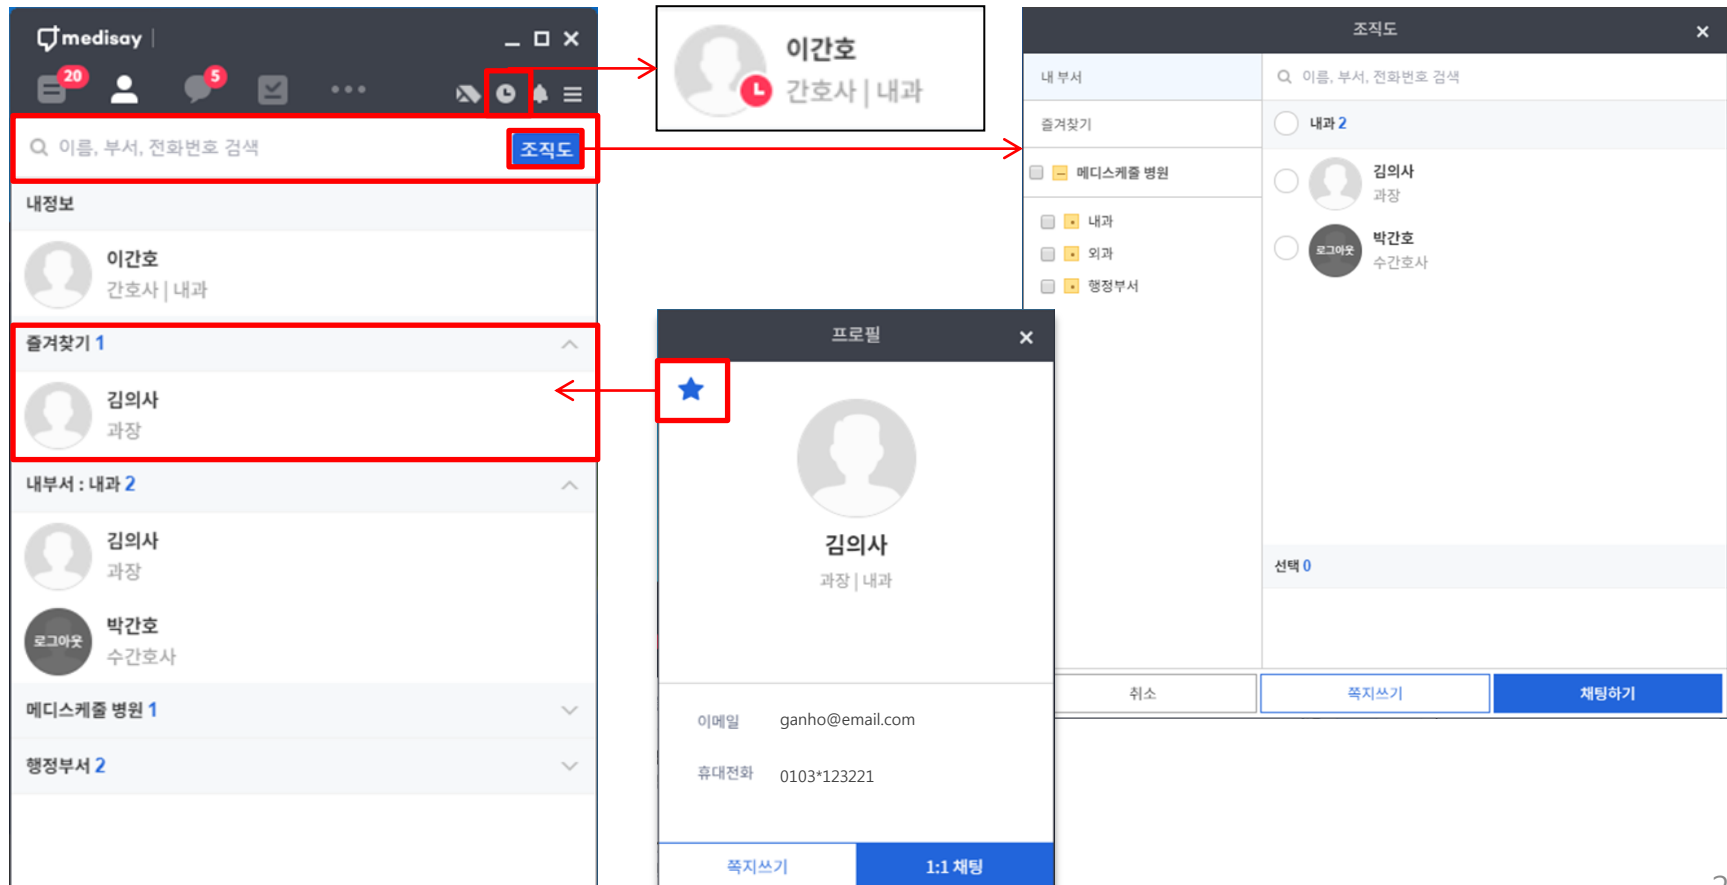 medisay
20
5
이름, 부서, 전화번호 검색
조직도
내정보
이간호
간호사 | 내과
즐겨찾기 1
김의사
과장
내부서 : 내과 2
김의사
과장
로그아웃
박간호
수간호사
메디스케줄 병원 1
행정부서 2
이간호
간호사 | 내과
프로필
김의사
과장 | 내과
이메일 ganho@email.com
휴대전화 0103*123221
쪽지쓰기
1:1 채팅
조직도
내 부서
즐겨찾기
메디스케줄 병원
내과
외과
행정부서
이름, 부서, 전화번호 검색
내과 2
김의사
과장
로그아웃
박간호
수간호사
선택 0
취소
쪽지쓰기
채팅하기